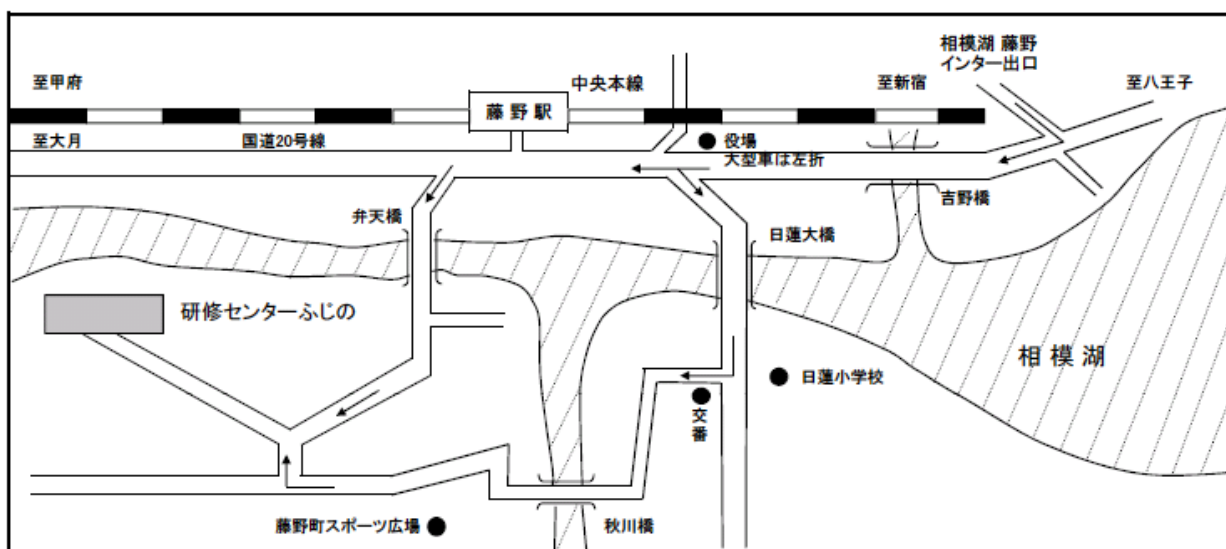 相模湖 藤野
インター出口
至甲府
中央本線
至新宿
至八王子
藤野駅
至大月
国道20号線
役場
大型車は左折
吉野橋
弁天橋
日蓮大橋
研修センターふじの
相模湖
日蓮小学校
交番
藤野町スポーツ広場
秋川橋